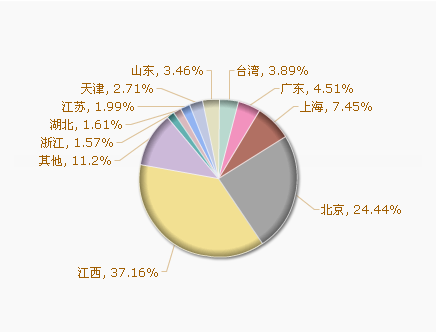 山东, 3.46%
台湾, 3.89%
天津, 2.71%
广东, 4.51%
江苏, 1.99%
上海, 7.45%
湖北, 1.61%
浙江, 1.57%
其他, 11.2%
北京, 24.44%
江西, 37.16%